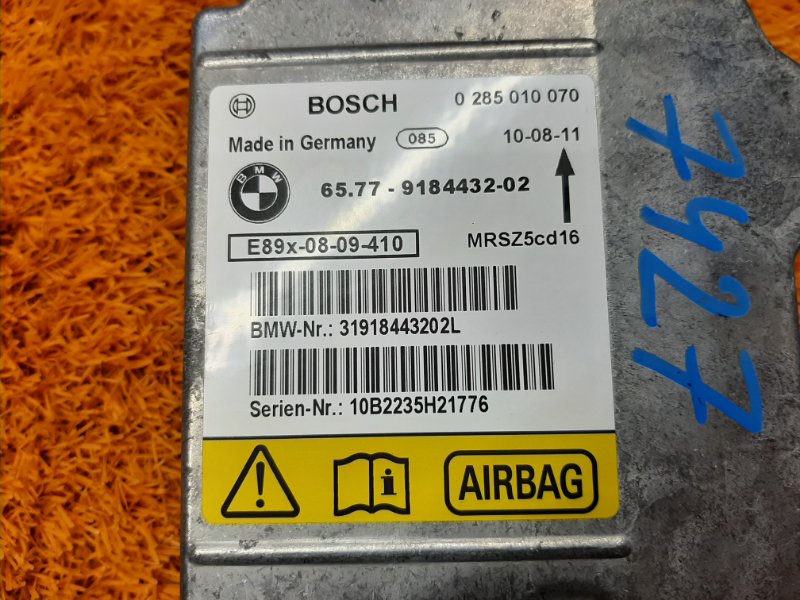 BOSCH 0 285 010 070
Made in Germany 085 10-08-11
BMW 65.77 - 9184432-02
E89x-08-09-410 MRSZ5cd16
BMW-Nr.: 31918443202L
Serien-Nr.: 10B2235H21776
i AIRBAG
7427